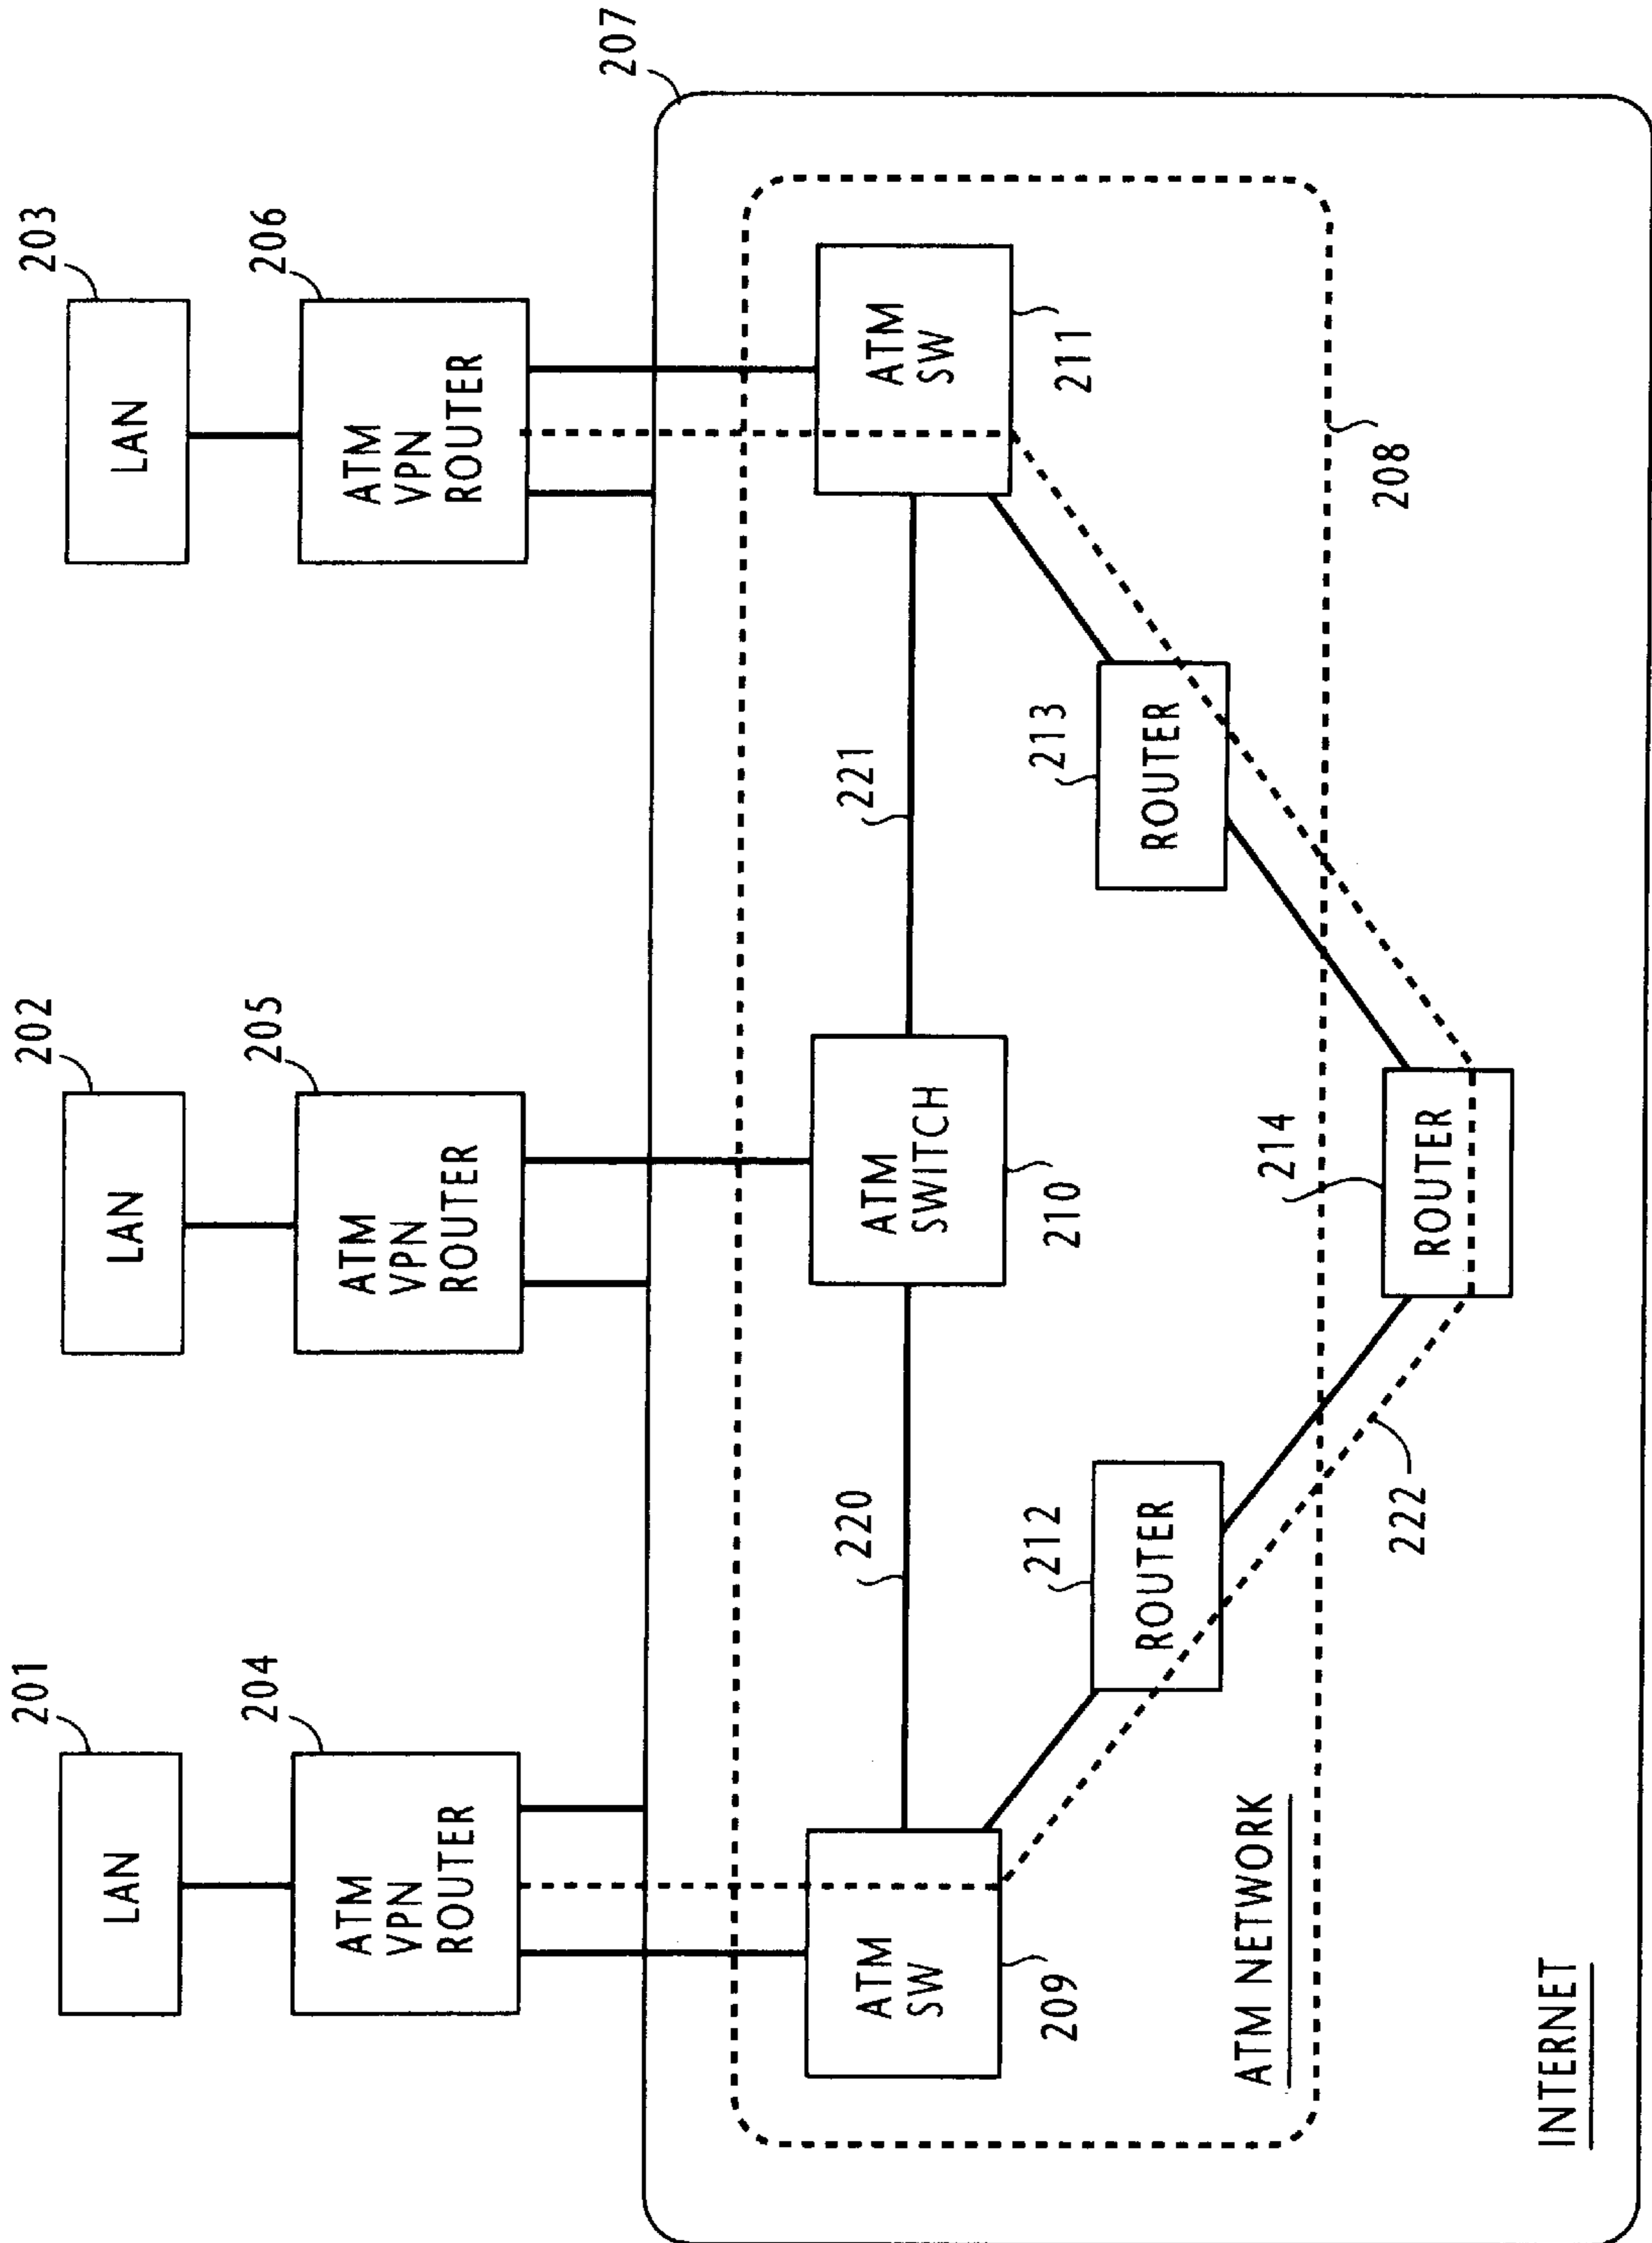 201
LAN
204
ATM
VPN
ROUTER
202
LAN
205
ATM
VPN
ROUTER
203
LAN
206
ATM
VPN
ROUTER
207
ATM
SW
209
220
ATM
SWITCH
210
221
ATM
SW
211
212
ROUTER
213
ROUTER
ATM NETWORK
208
214
ROUTER
222
INTERNET